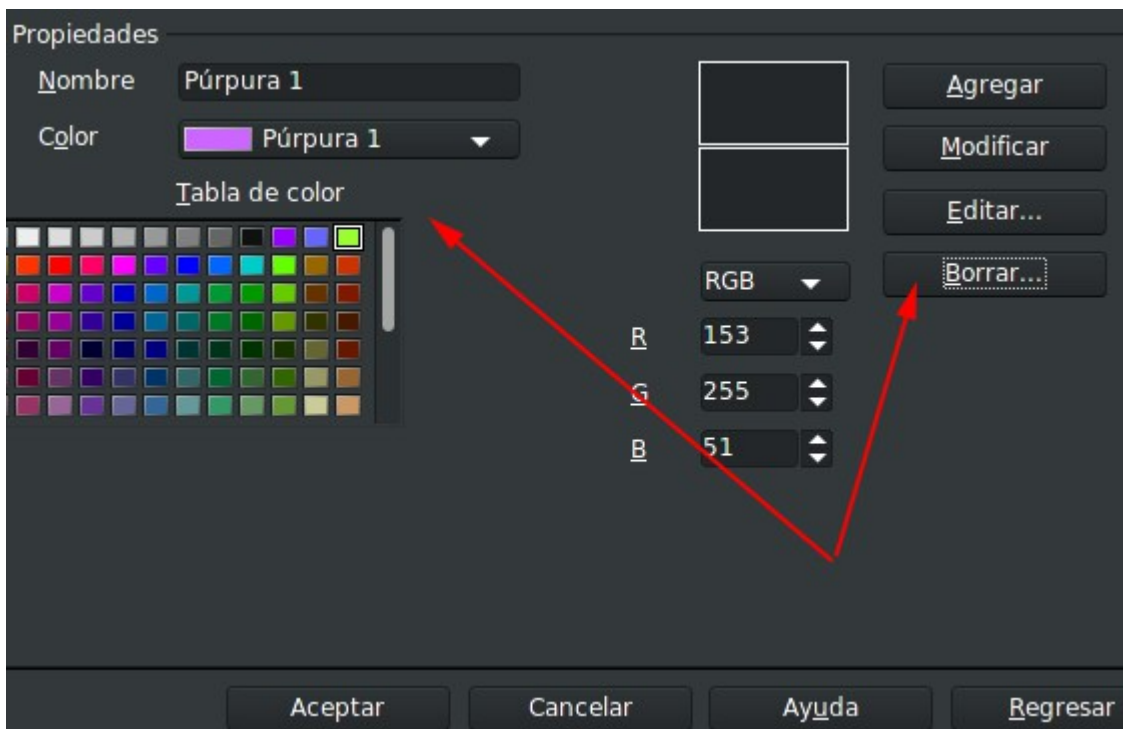 Propiedades
Nombre Púrpura 1 Agregar
Color Púrpura 1 Modificar
Tabla de color Editar...
RGB Borrar...
R 153
G 255
B 51
Aceptar Cancelar Ayuda Regresar